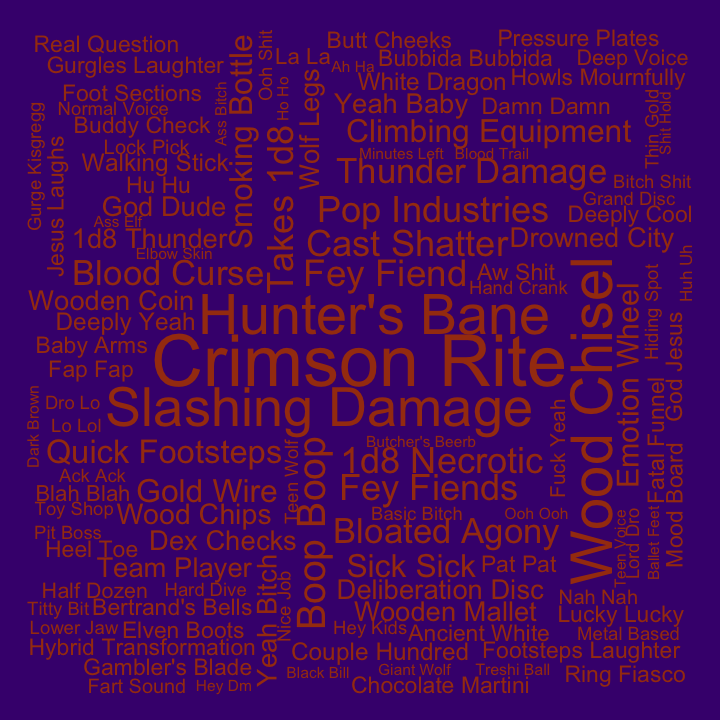 Real Question
Butt Cheeks
Pressure Plates
Gurgles Laughter
Smoking Bottle
Ooh Shit
La La
Ah Ha
Bubbida Bubbida
Deep Voice
Foot Sections
Ass Bitch
Ho Ho
Wolf Legs
White Dragon
Howls Mournfully
Normal Voice
Yeah Baby
Damn Damn
Thin Gold
Shit Hold
Gurge Kisgregg
Buddy Check
Takes 1d8
Climbing Equipment
Lock Pick
Jesus Laughs
Walking Stick
Minutes Left
Blood Trail
Thunder Damage
Bitch Shit
Hu Hu
God Dude
Pop Industries
Grand Disc
Deeply Cool
Ass Elf
1d8 Thunder
Cast Shatter
Drowned City
Elbow Skin
Blood Curse
Fey Fiend
Aw Shit
Huh Uh
Hand Crank
Wooden Coin
Hunter's Bane
Wood Chisel
Emotion Wheel
Hiding Spot
Deeply Yeah
God Jesus
Baby Arms
Crimson Rite
Fap Fap
Dark Brown
Dro Lo
Slashing Damage
Lo Lol
Fatal Funnel
Quick Footsteps
Teen Wolf
Boop Boop
Butcher's Beerb
Fuck Yeah
1d8 Necrotic
Mood Board
Ack Ack
Blah Blah
Gold Wire
Fey Fiends
Toy Shop
Wood Chips
Basic Bitch
Ooh Ooh
Teen Voice
Lord Dro
Ballet Feet
Pit Boss
Heel Toe
Dex Checks
Bloated Agony
Team Player
Yeah Bitch
Nice Job
Sick Sick
Pat Pat
Half Dozen
Hard Dive
Deliberation Disc
Nah Nah
Titty Bit
Bertrand's Bells
Wooden Mallet
Lucky Lucky
Lower Jaw
Elven Boots
Hey Kids
Ancient White
Metal Based
Hybrid Transformation
Couple Hundred
Footsteps Laughter
Gambler's Blade
Black Bill
Giant Wolf
Treshi Ball
Ring Fiasco
Fart Sound
Hey Dm
Chocolate Martini